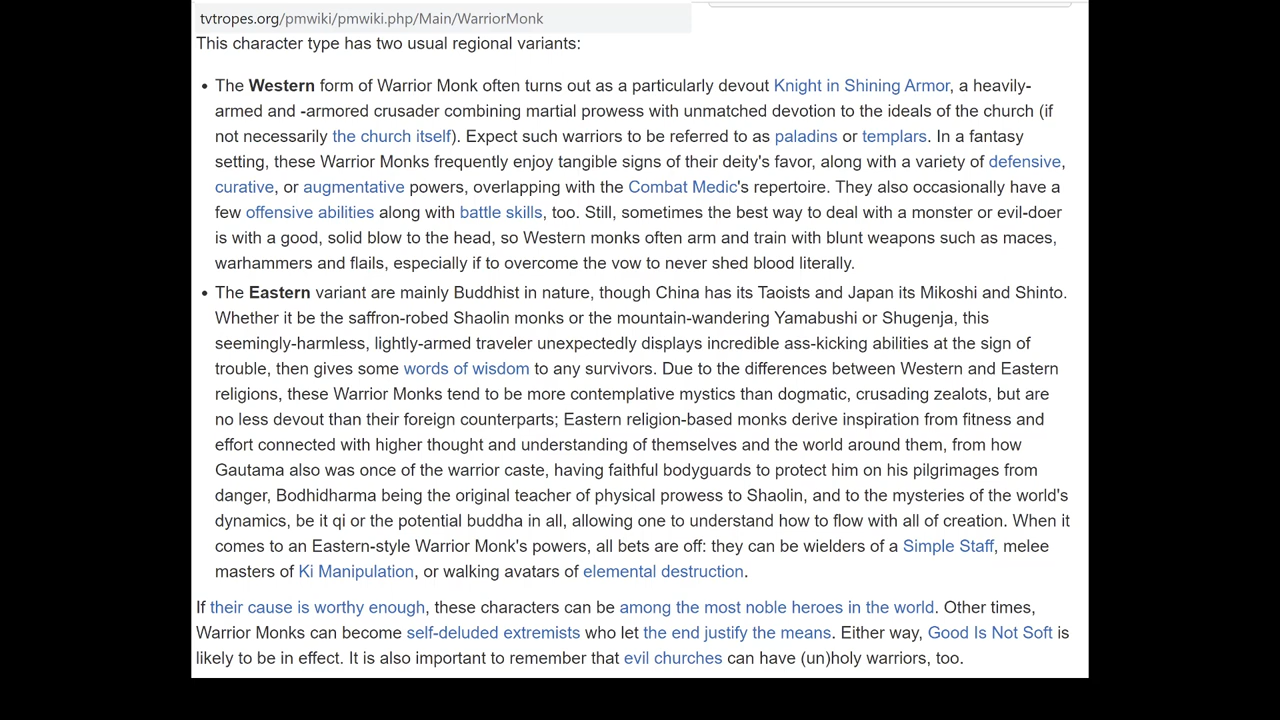 tvtropes.org/pmwiki/pmwiki.php/Main/WarriorMonk
This character type has two usual regional variants:
• The Western form of Warrior Monk often turns out as a particularly devout Knight in Shining Armor, a heavily-
armed and -armored crusader combining martial prowess with unmatched devotion to the ideals of the church (if
not necessarily the church itself). Expect such warriors to be referred to as paladins or templars. In a fantasy
setting, these Warrior Monks frequently enjoy tangible signs of their deity's favor, along with a variety of defensive,
curative, or augmentative powers, overlapping with the Combat Medic's repertoire. They also occasionally have a
few offensive abilities along with battle skills, too. Still, sometimes the best way to deal with a monster or evil-doer
is with a good, solid blow to the head, so Western monks often arm and train with blunt weapons such as maces,
warhammers and flails, especially if to overcome the vow to never shed blood literally.
• The Eastern variant are mainly Buddhist in nature, though China has its Taoists and Japan its Mikoshi and Shinto.
Whether it be the saffron-robed Shaolin monks or the mountain-wandering Yamabushi or Shugenja, this
seemingly-harmless, lightly-armed traveler unexpectedly displays incredible ass-kicking abilities at the sign of
trouble, then gives some words of wisdom to any survivors. Due to the differences between Western and Eastern
religions, these Warrior Monks tend to be more contemplative mystics than dogmatic, crusading zealots, but are
no less devout than their foreign counterparts; Eastern religion-based monks derive inspiration from fitness and
effort connected with higher thought and understanding of themselves and the world around them, from how
Gautama also was once of the warrior caste, having faithful bodyguards to protect him on his pilgrimages from
danger, Bodhidharma being the original teacher of physical prowess to Shaolin, and to the mysteries of the world's
dynamics, be it qi or the potential buddha in all, allowing one to understand how to flow with all of creation. When it
comes to an Eastern-style Warrior Monk's powers, all bets are off: they can be wielders of a Simple Staff, melee
masters of Ki Manipulation, or walking avatars of elemental destruction.
If their cause is worthy enough, these characters can be among the most noble heroes in the world. Other times,
Warrior Monks can become self-deluded extremists who let the end justify the means. Either way, Good Is Not Soft is
likely to be in effect. It is also important to remember that evil churches can have (un)holy warriors, too.